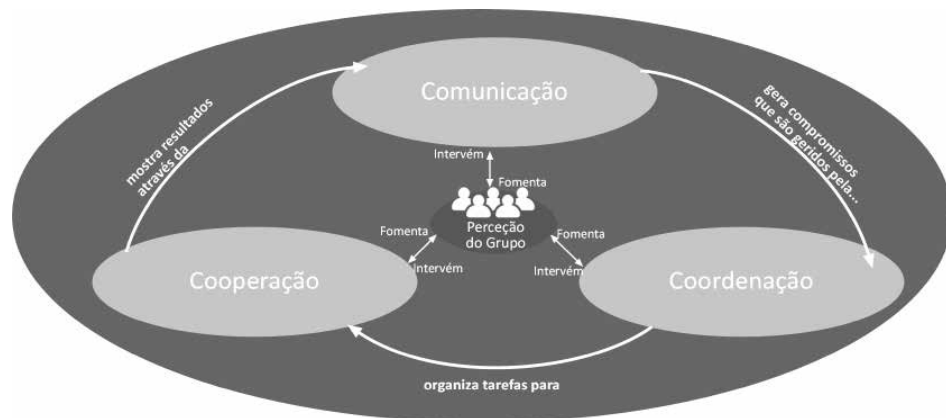 Comunicação
mostra resultados
através da
gera compromissos
que são geridos pela...
Intervém
Fomenta
Perceção
do Grupo
Fomenta
Intervém
Fomenta
Intervém
Cooperação
Coordenação
organiza tarefas para